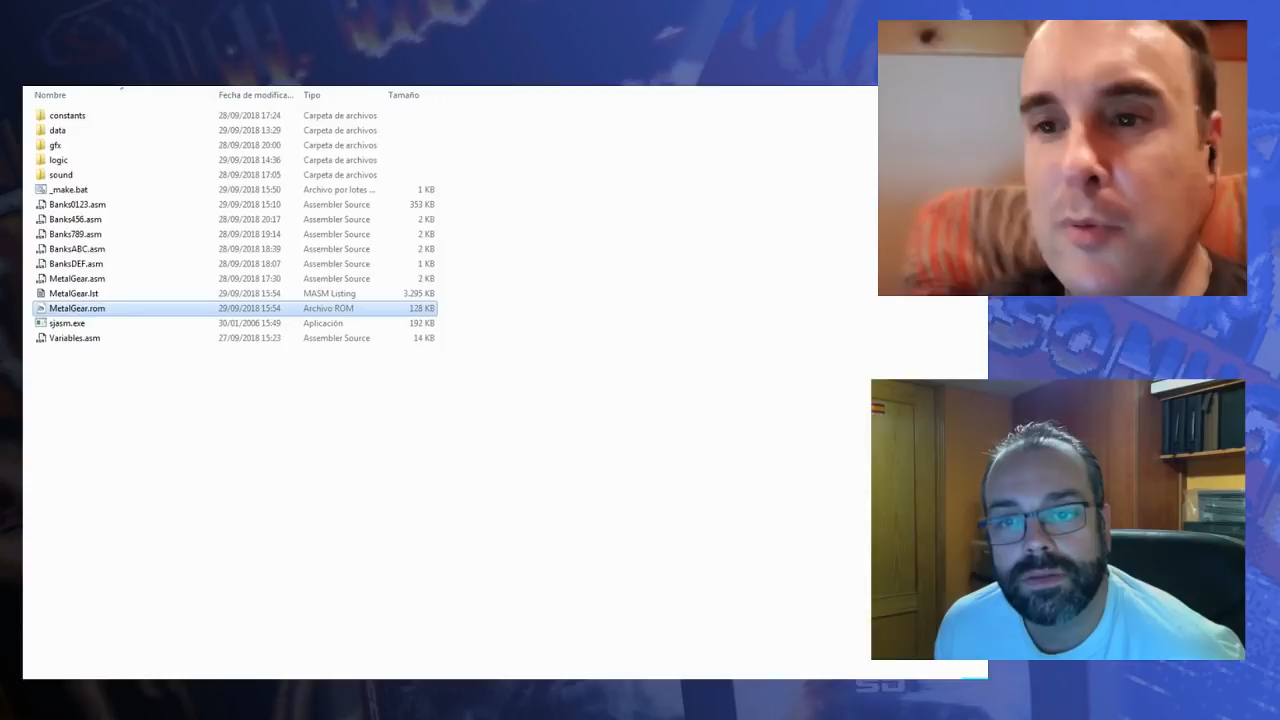 Nombre Fecha de modifica... Tipo Tamaño
constants 28/09/2018 17:24 Carpeta de archivos
data 29/09/2018 13:29 Carpeta de archivos
gfx 28/09/2018 20:00 Carpeta de archivos
logic 29/09/2018 14:36 Carpeta de archivos
sound 28/09/2018 17:05 Carpeta de archivos
_make.bat 29/09/2018 15:50 Archivo por lotes ... 1 KB
Banks0123.asm 29/09/2018 15:10 Assembler Source 353 KB
Banks456.asm 28/09/2018 20:17 Assembler Source 2 KB
Banks789.asm 28/09/2018 19:14 Assembler Source 2 KB
BanksABC.asm 28/09/2018 18:39 Assembler Source 2 KB
BanksDEF.asm 28/09/2018 18:07 Assembler Source 1 KB
MetalGear.asm 28/09/2018 17:30 Assembler Source 2 KB
MetalGear.lst 29/09/2018 15:54 MASM Listing 3.295 KB
MetalGear.rom 29/09/2018 15:54 Archivo ROM 128 KB
sjasm.exe 30/01/2006 15:49 Aplicación 192 KB
Variables.asm 27/09/2018 15:23 Assembler Source 14 KB